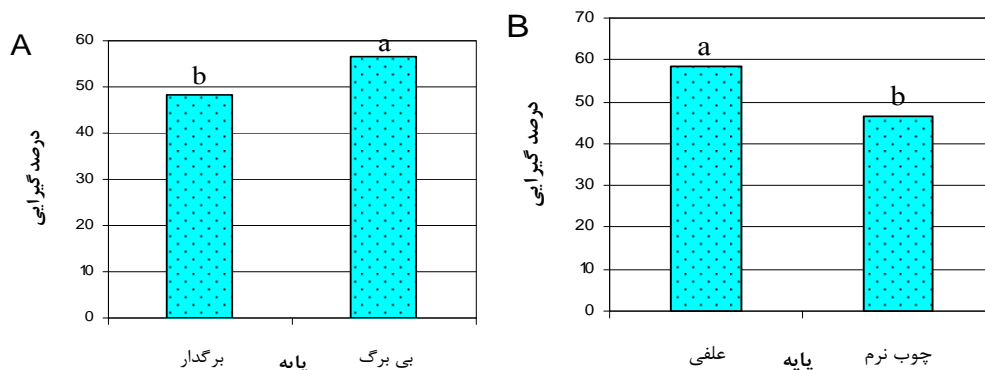 A
درصد گیرایی
60
50
40
30
20
10
0
b
a
برگدار
بی برگ
پایه
B
درصد گیرایی
70
60
50
40
30
20
10
0
a
b
علفی
چوب نرم
پایه